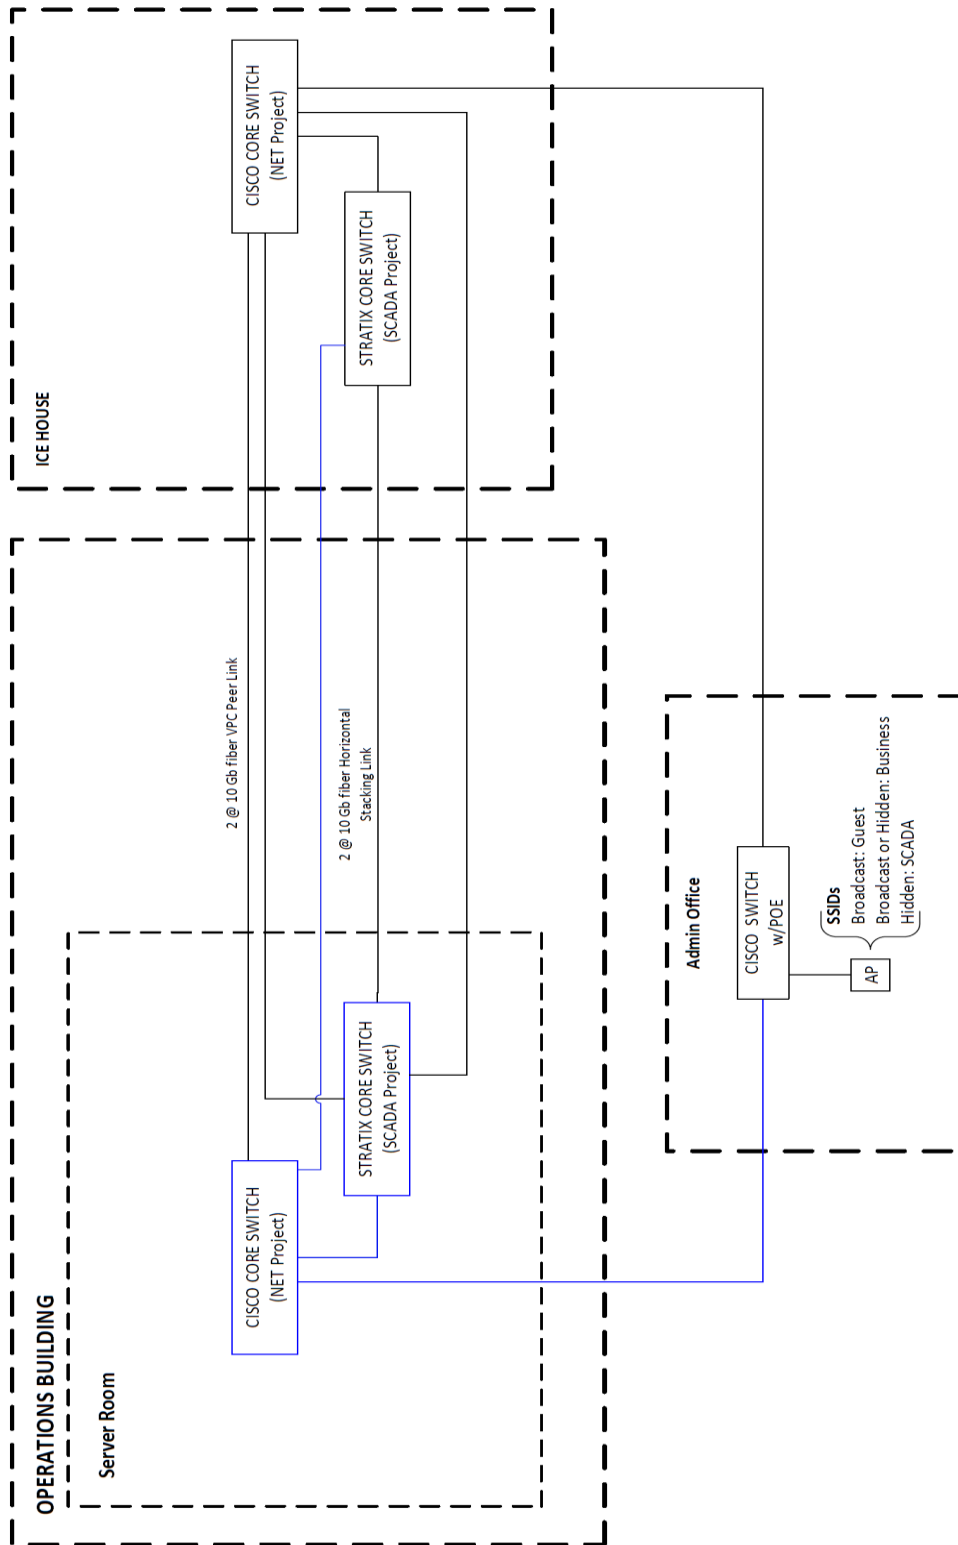 OPERATIONS BUILDING
Server Room
CISCO CORE SWITCH
(NET Project)
STRATIX CORE SWITCH
(SCADA Project)
2 @ 10 Gb fiber VPC Peer Link
2 @ 10 Gb fiber Horizontal
Stacking Link
ICE HOUSE
CISCO CORE SWITCH
(NET Project)
STRATIX CORE SWITCH
(SCADA Project)
Admin Office
CISCO SWITCH
w/POE
AP
SSIDs
Broadcast: Guest
Broadcast or Hidden: Business
Hidden: SCADA